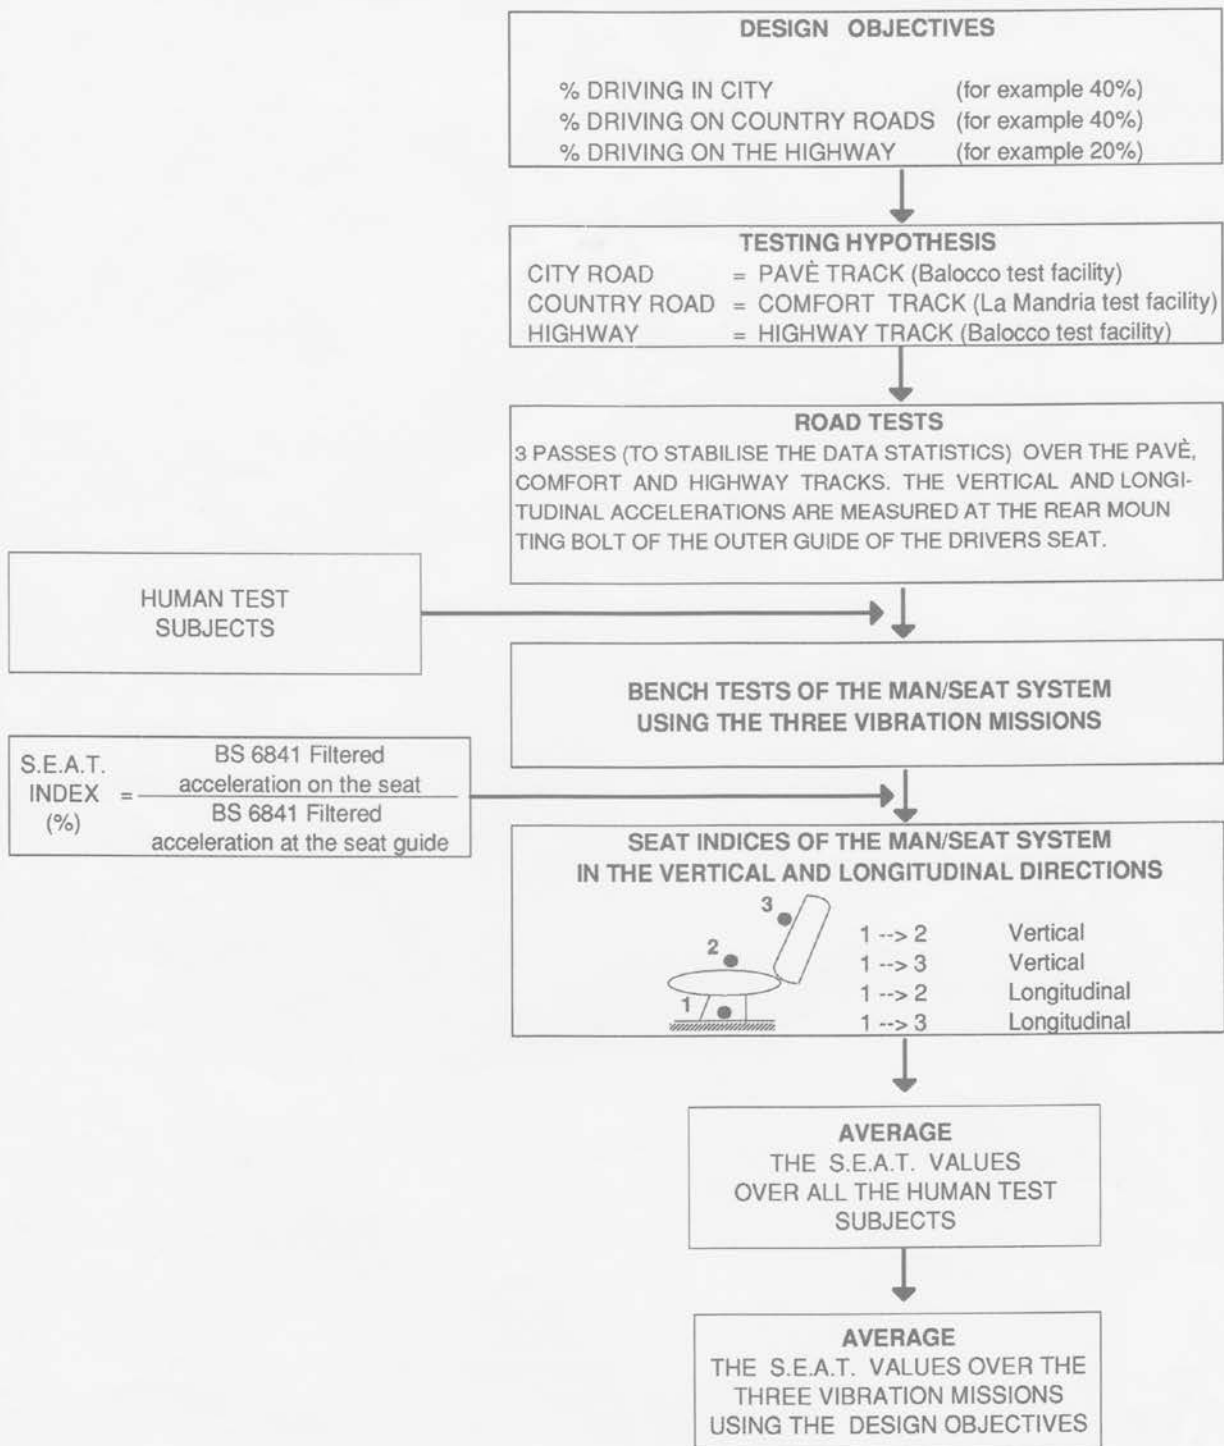 DESIGN OBJECTIVES
% DRIVING IN CITY (for example 40%)
% DRIVING ON COUNTRY ROADS (for example 40%)
% DRIVING ON THE HIGHWAY (for example 20%)
TESTING HYPOTHESIS
CITY ROAD = PAVÈ TRACK (Balocco test facility)
COUNTRY ROAD = COMFORT TRACK (La Mandria test facility)
HIGHWAY = HIGHWAY TRACK (Balocco test facility)
ROAD TESTS
3 PASSES (TO STABILISE THE DATA STATISTICS) OVER THE PAVÈ,
COMFORT AND HIGHWAY TRACKS. THE VERTICAL AND LONGI-
TUDINAL ACCELERATIONS ARE MEASURED AT THE REAR MOUN
TING BOLT OF THE OUTER GUIDE OF THE DRIVERS SEAT.
HUMAN TEST
SUBJECTS
BENCH TESTS OF THE MAN/SEAT SYSTEM
USING THE THREE VIBRATION MISSIONS
S.E.A.T.
INDEX =
(%)
BS 6841 Filtered
acceleration on the seat
BS 6841 Filtered
acceleration at the seat guide
SEAT INDICES OF THE MAN/SEAT SYSTEM
IN THE VERTICAL AND LONGITUDINAL DIRECTIONS
3
2
1
1 --> 2 Vertical
1 --> 3 Vertical
1 --> 2 Longitudinal
1 --> 3 Longitudinal
AVERAGE
THE S.E.A.T. VALUES
OVER ALL THE HUMAN TEST
SUBJECTS
AVERAGE
THE S.E.A.T. VALUES OVER THE
THREE VIBRATION MISSIONS
USING THE DESIGN OBJECTIVES